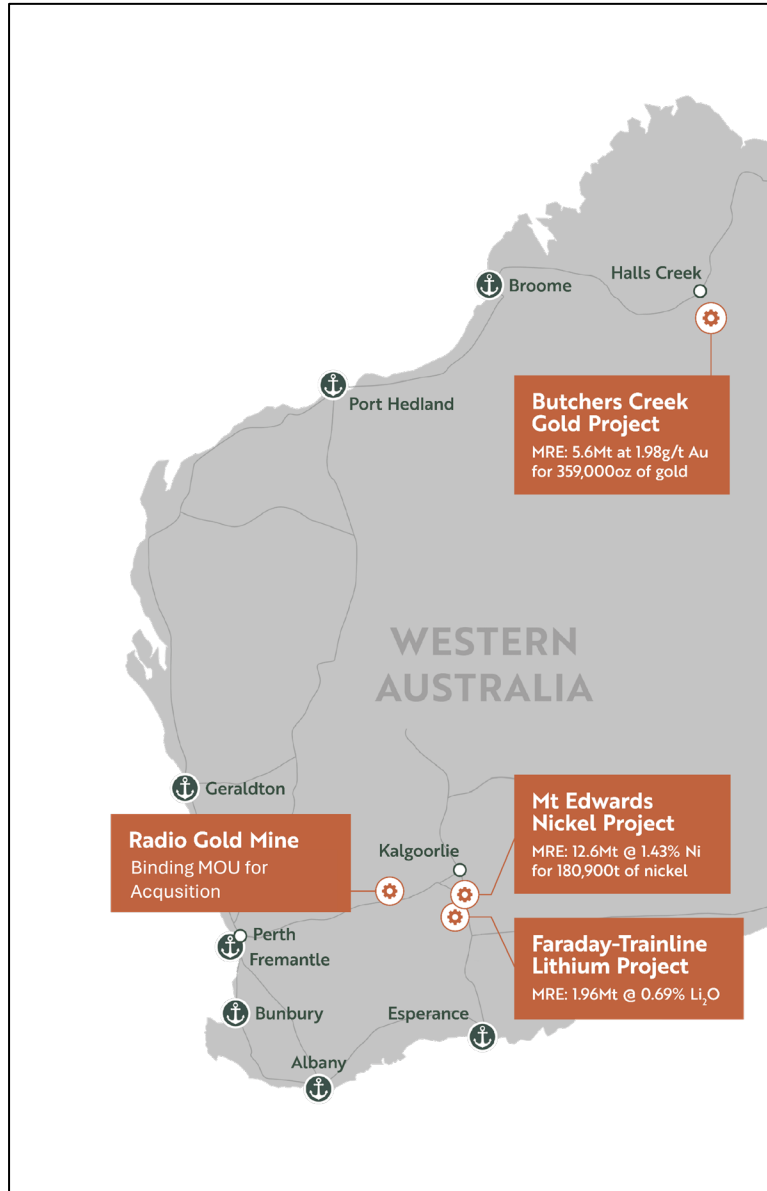 Halls Creek
Broome
Port Hedland
Butchers Creek
Gold Project
MRE: 5.6Mt at 1.98g/t Au
for 359,000oz of gold
WESTERN
AUSTRALIA
Geraldton
Mt Edwards
Nickel Project
MRE: 12.6Mt @ 1.43% Ni
for 180,900t of nickel
Radio Gold Mine
Binding MOU for
Acqusition
Kalgoorlie
Perth
Fremantle
Faraday-Trainline
Lithium Project
MRE: 1.96Mt @ 0.69% Li₂O
Bunbury
Esperance
Albany